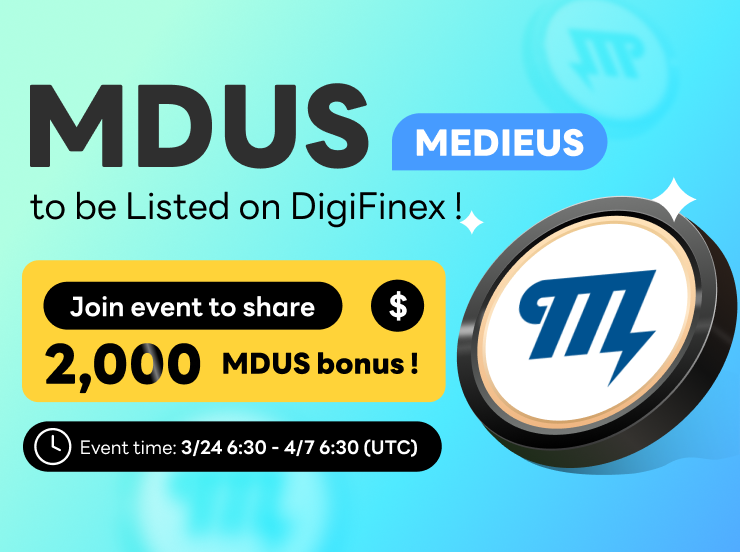 MDUS
MEDIEUS
to be Listed on DigiFinex !
Join event to share
$
2,000 MDUS bonus !
Event time: 3/24 6:30 - 4/7 6:30 (UTC)